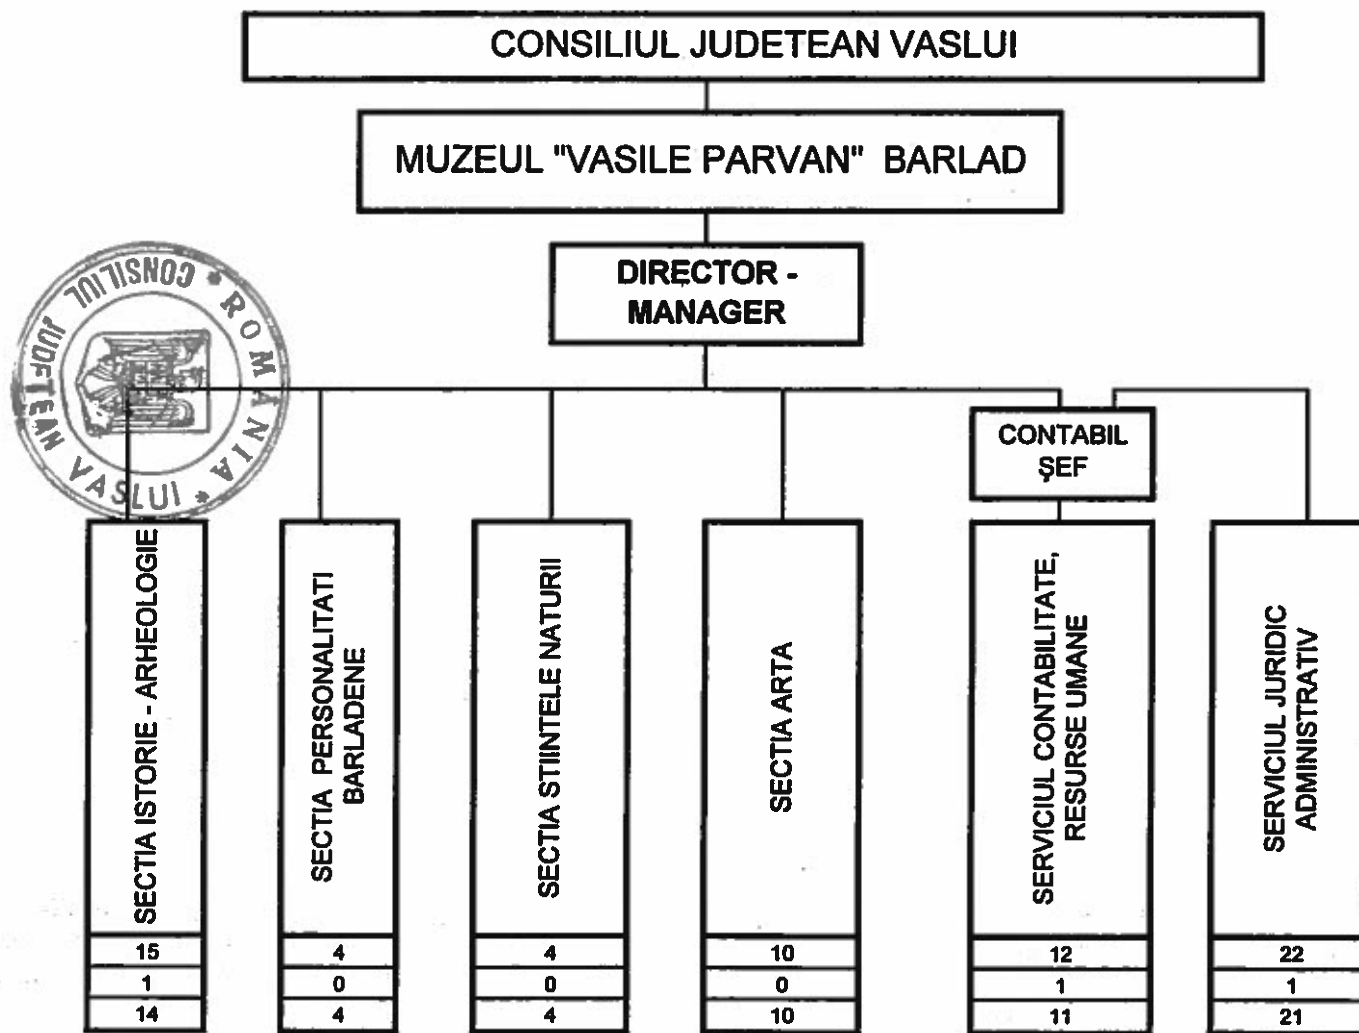 CONSILIUL JUDETEAN VASLUI
MUZEUL "VASILE PARVAN" BARLAD
DIRECTOR -
MANAGER
* ROMÂNIA * CONSILIUL JUDETEAN VASLUI
CONTABIL
ŞEF
SECTIA ISTORIE - ARHEOLOGIE
15
1
14
SECTIA PERSONALITATI
BARLADENE
4
0
4
SECTIA STIINTELE NATURII
4
0
4
SECTIA ARTA
10
0
10
SERVICIUL CONTABILITATE,
RESURSE UMANE
12
1
11
SERVICIUL JURIDIC
ADMINISTRATIV
22
1
21